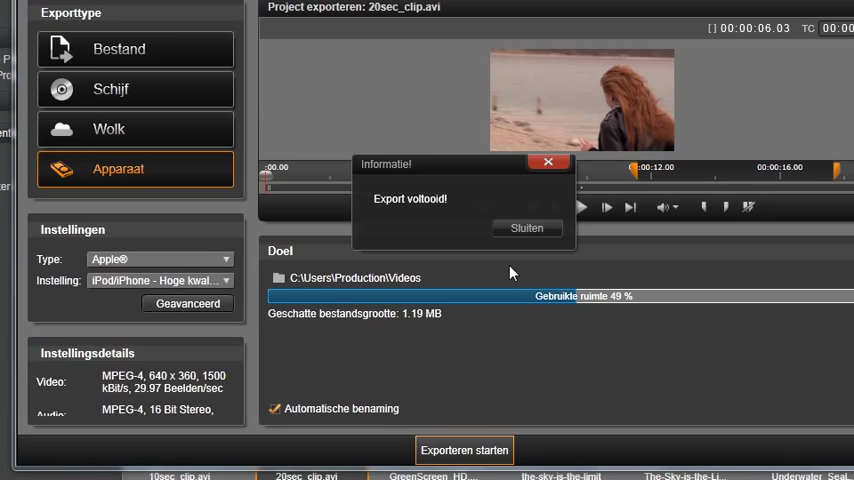 Exporttype
Project exporteren: 20sec_clip.avi
[ ] 00:00:06.03 TC 00:00
Bestand
Schijf
Wolk
Apparaat
:00.00
0:00:12.00
00:00:16.00
Informatie!
Export voltooid!
Sluiten
Instellingen
Type: Apple®
Instelling: iPod/iPhone - Hoge kwal...
Geavanceerd
Doel
C:\Users\Production\Videos
Gebruikte ruimte 49 %
Geschatte bestandsgrootte: 1.19 MB
Instellingsdetails
Video: MPEG-4, 640 x 360, 1500
kBit/s, 29.97 Beelden/sec
Audio: MPEG-4, 16 Bit Stereo,
Automatische benaming
Exporteren starten
10sec_clip.avi
20sec_clip.avi
GreenScreen_HD....
the-sky-is-the-limit
The-Sky-is-the-Li...
Underwater_SeaL